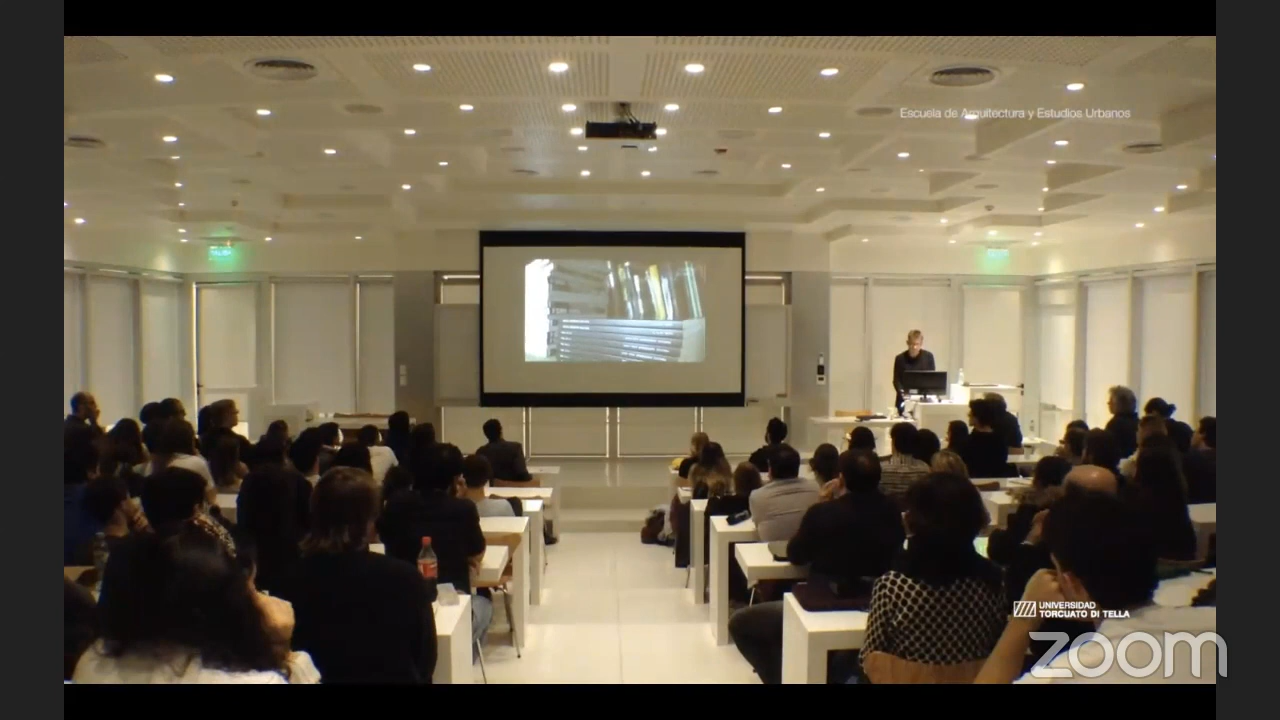 Escuela de Arquitectura y Estudios Urbanos
UNIVERSIDAD
TORCUATO DI TELLA
zoom